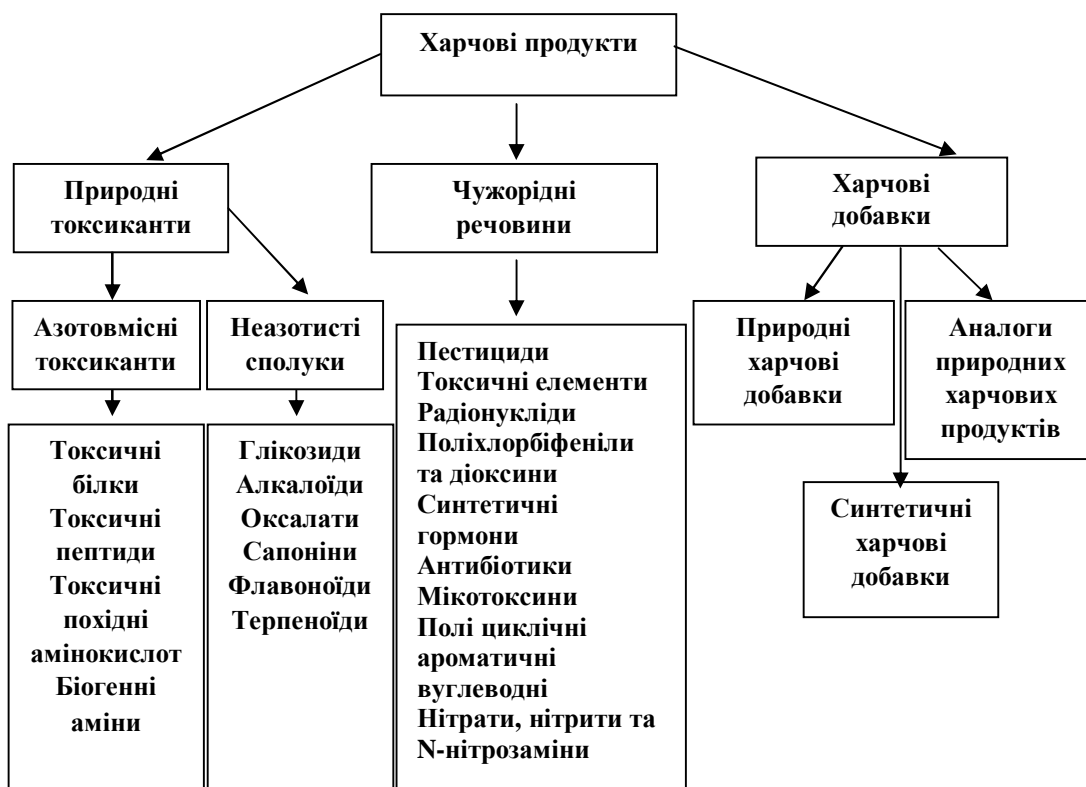 Харчові продукти
Природні
токсиканти
Чужорідні
речовини
Харчові
добавки
Азотовмісні
токсиканти
Неазотисті
сполуки
Природні
харчові
добавки
Аналоги
природних
харчових
продуктів
Синтетичні
харчові
добавки
Токсичні
білки
Токсичні
пептиди
Токсичні
похідні
амінокислот
Біогенні
аміни
Глікозиди
Алкалоїди
Оксалати
Сапоніни
Флавоноїди
Терпеноїди
Пестициди
Токсичні елементи
Радіонукліди
Поліхлорбіфеніли
та діоксини
Синтетичні
гормони
Антибіотики
Мікотоксини
Полі циклічні
ароматичні
вуглеводні
Нітрати, нітрити та
N-нітрозаміни